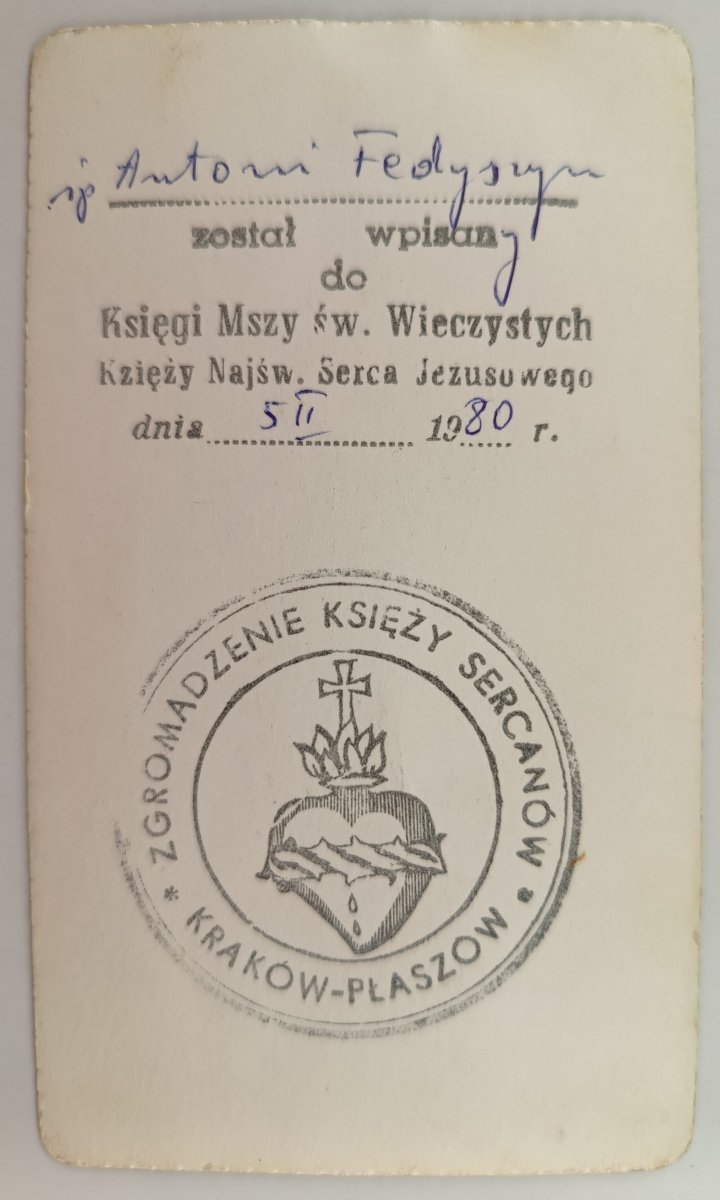 śp Antoni Fedyszyn
został wpisany
do
Księgi Mszy św. Wieczystych
Kzięży Najśw. Serca Jezusowego
dnia 5 II 1980 r.
* ZGROMADZENIE KSIĘŻY SERCANÓW *
KRAKÓW-PŁASZÓW